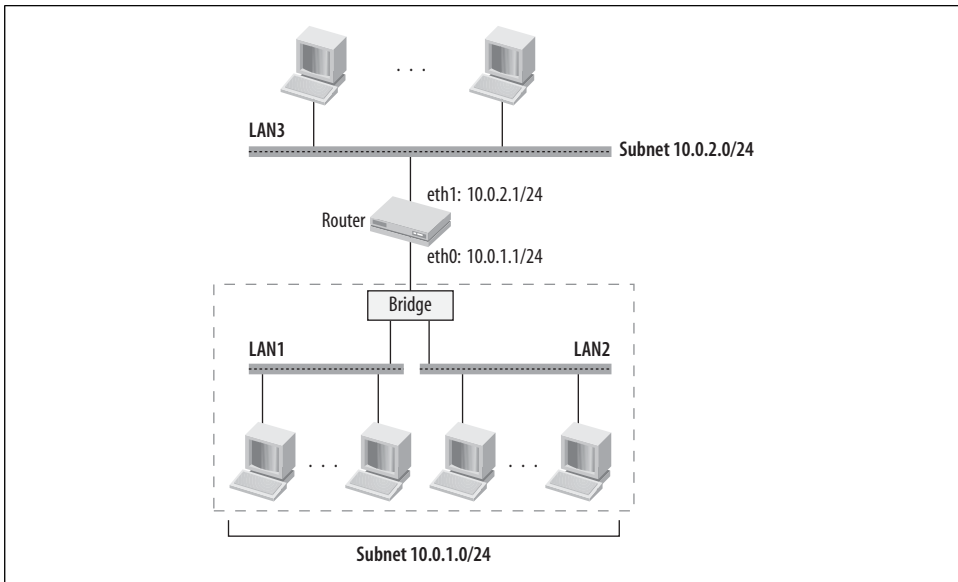 . . .
LAN3
Subnet 10.0.2.0/24
eth1: 10.0.2.1/24
Router
eth0: 10.0.1.1/24
Bridge
LAN1
LAN2
. . .
. . .
Subnet 10.0.1.0/24